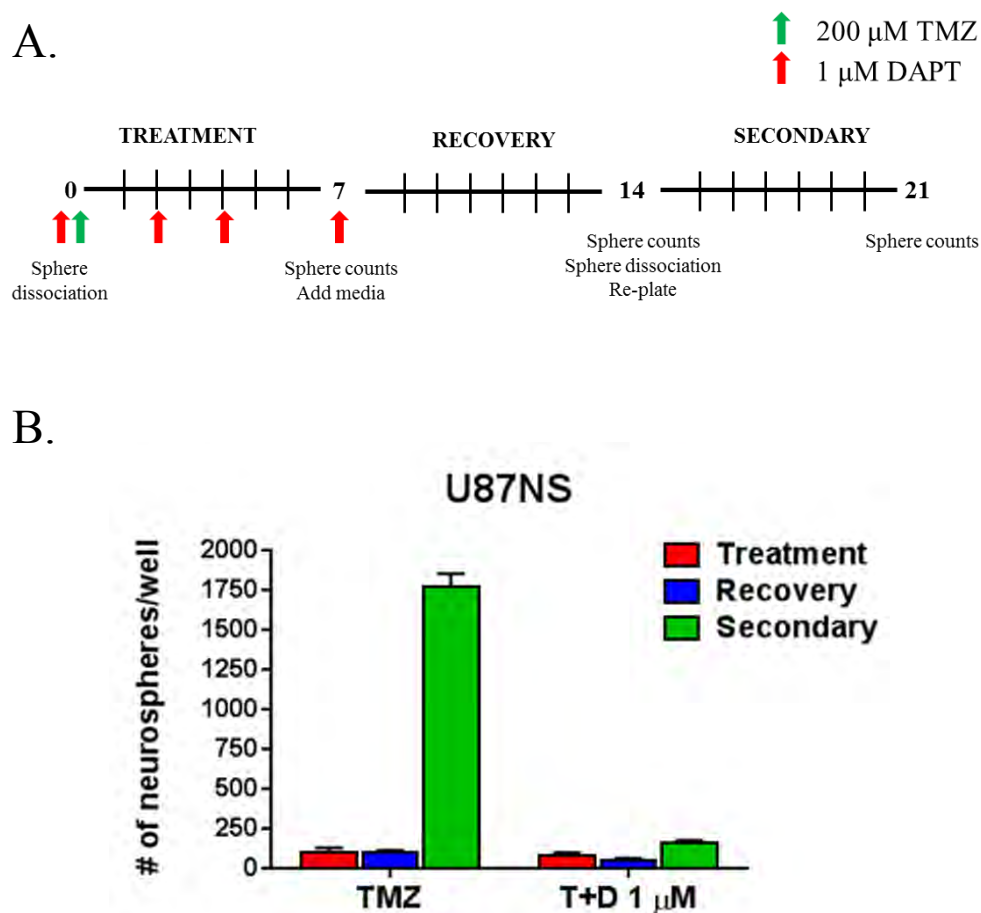 A.
200 μM TMZ
1 μM DAPT
TREATMENT
RECOVERY
SECONDARY
0
7
14
21
Sphere
dissociation
Sphere counts
Add media
Sphere counts
Sphere dissociation
Re-plate
Sphere counts
B.
U87NS
# of neurospheres/well
2000
1750
1500
1250
1000
750
500
250
0
Treatment
Recovery
Secondary
TMZ
T+D 1 μM